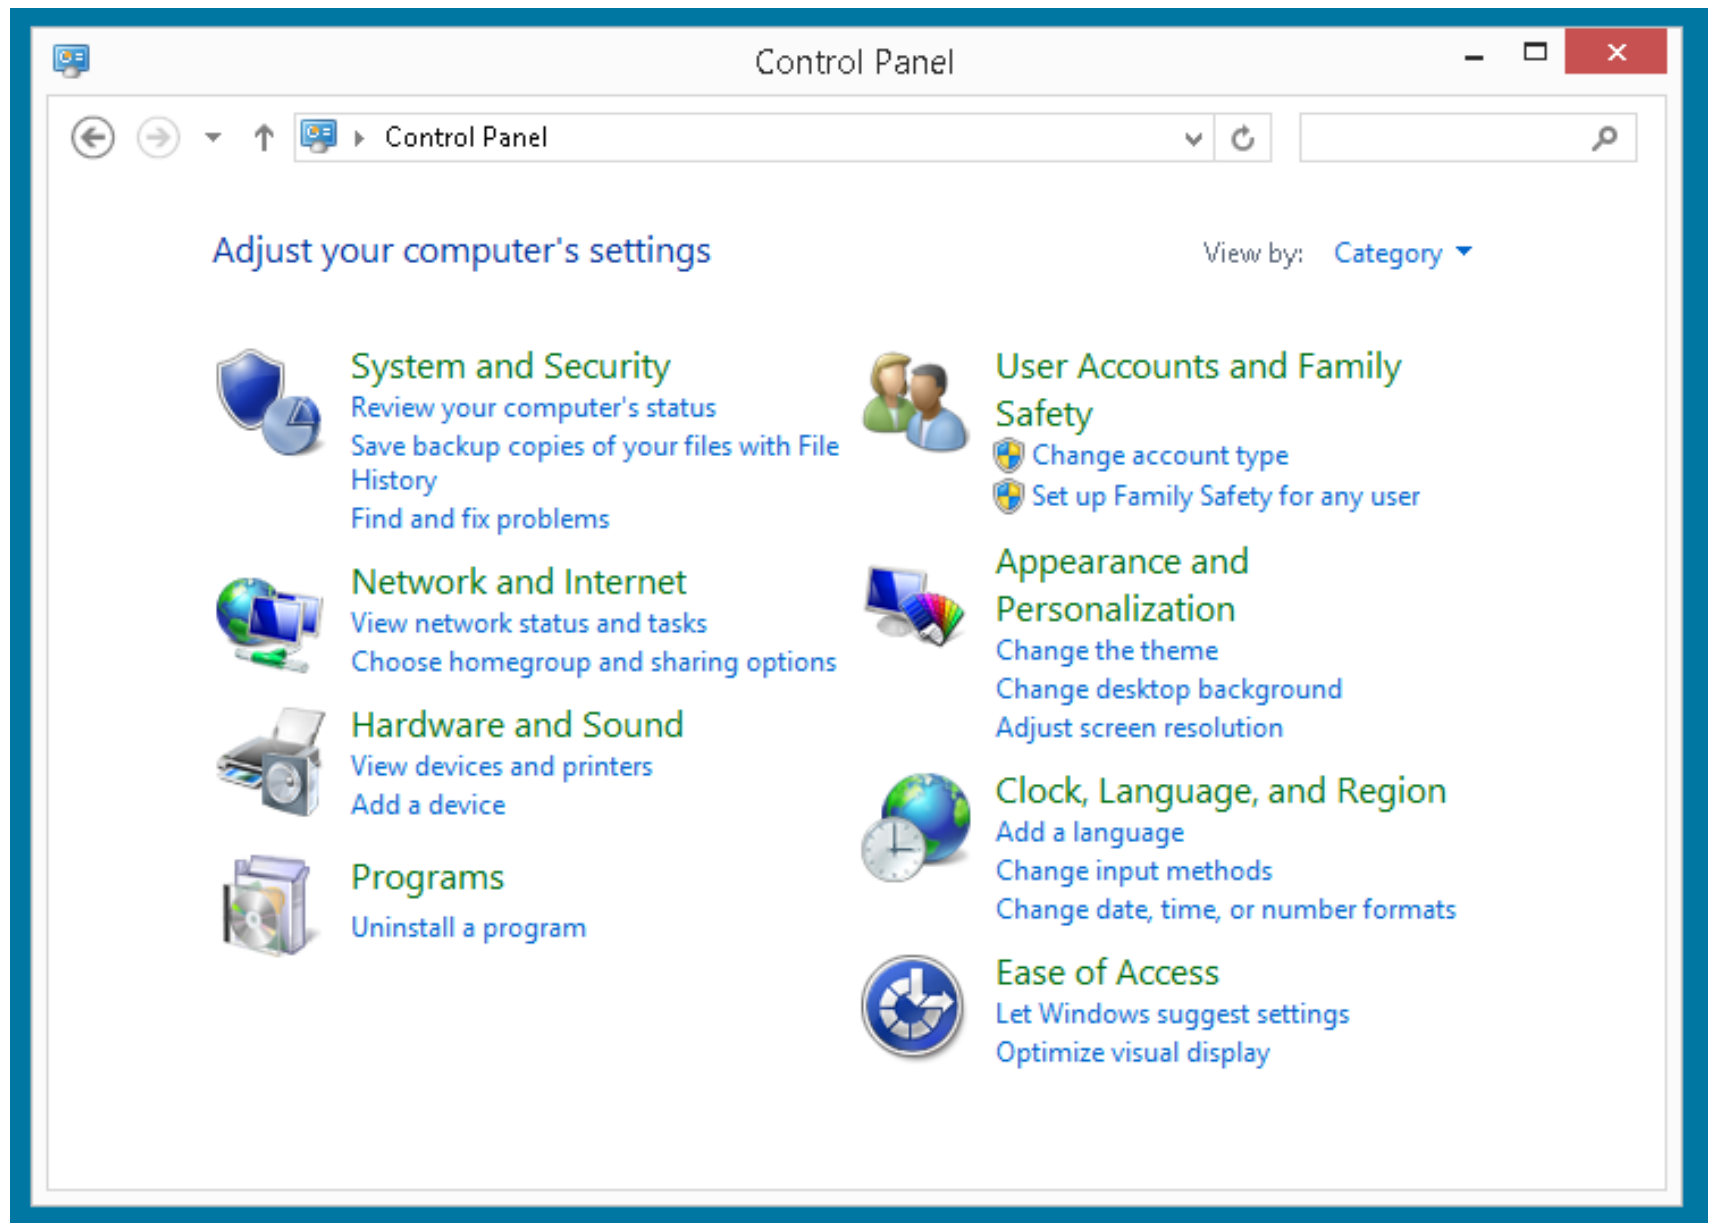 Control Panel
Control Panel
Adjust your computer's settings
View by: Category
System and Security
Review your computer's status
Save backup copies of your files with File
History
Find and fix problems
Network and Internet
View network status and tasks
Choose homegroup and sharing options
Hardware and Sound
View devices and printers
Add a device
Programs
Uninstall a program
User Accounts and Family
Safety
Change account type
Set up Family Safety for any user
Appearance and
Personalization
Change the theme
Change desktop background
Adjust screen resolution
Clock, Language, and Region
Add a language
Change input methods
Change date, time, or number formats
Ease of Access
Let Windows suggest settings
Optimize visual display